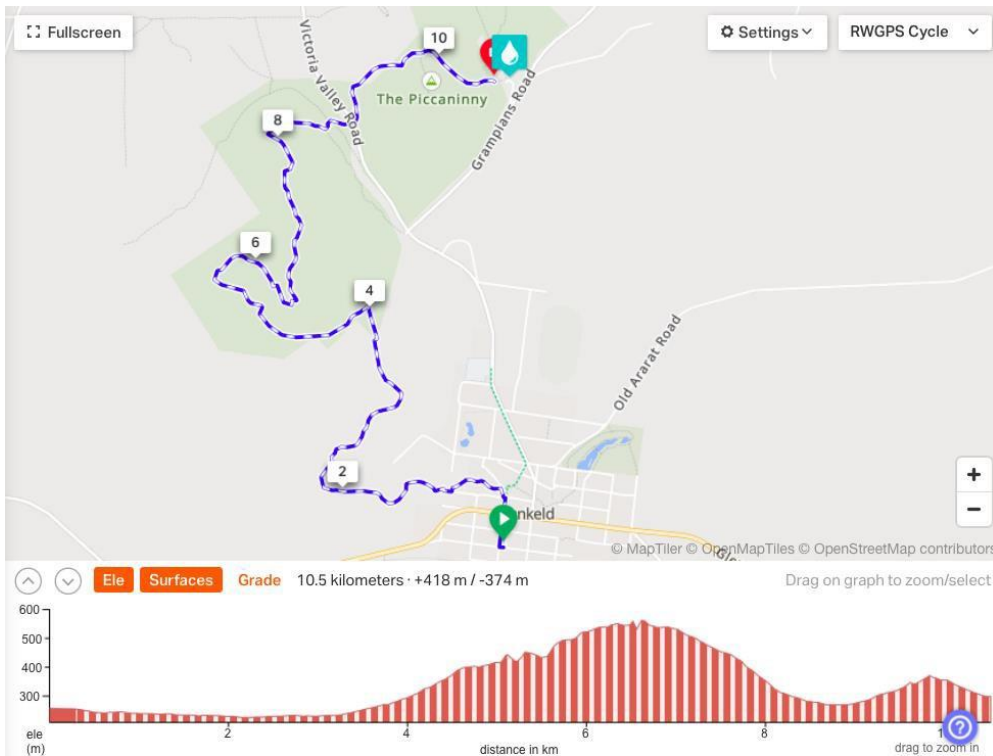 Fullscreen
Settings
RWGPS Cycle
Victoria Valley Road
10
The Piccaninny
Grampians Road
8
6
4
Old Ararat Road
2
nkeld
+
−
© MapTiler © OpenMapTiles © OpenStreetMap contributors
Ele
Surfaces
Grade
10.5 kilometers · +418 m / -374 m
Drag on graph to zoom/select
600
500
400
300
ele
(m)
2
4
6
8
distance in km
?
drag to zoom in